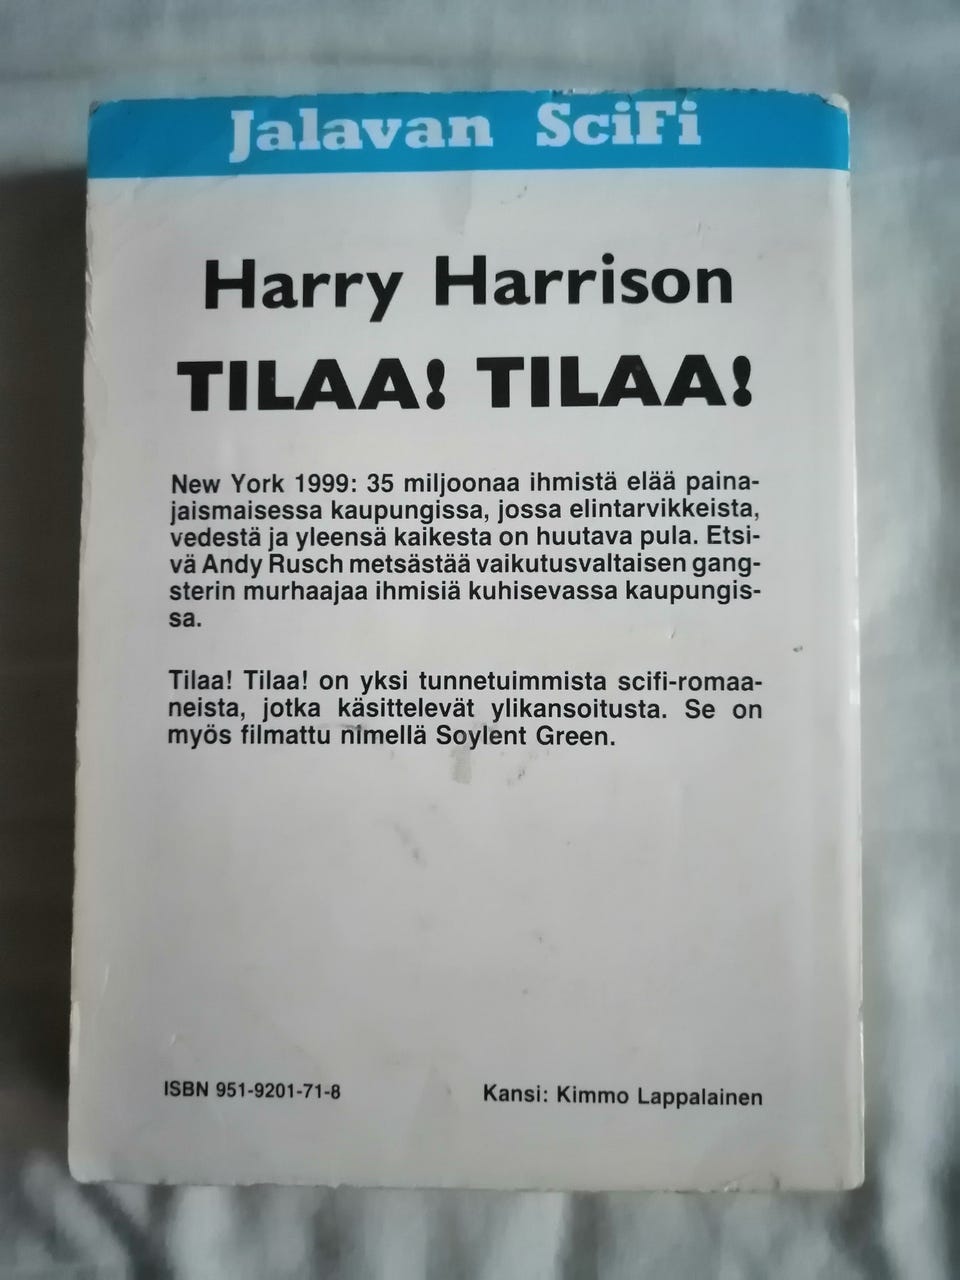 Jalavan SciFi
Harry Harrison
TILAA! TILAA!
New York 1999: 35 miljoonaa ihmistä elää paina-
jaismaisessa kaupungissa, jossa elintarvikkeista,
vedestä ja yleensä kaikesta on huutava pula. Etsi-
vä Andy Rusch metsästää vaikutusvaltaisen gang-
sterin murhaajaa ihmisiä kuhisevassa kaupungis-
sa.
Tilaa! Tilaa! on yksi tunnetuimmista scifi-romaa-
neista, jotka käsittelevät ylikansoitusta. Se on
myös filmattu nimellä Soylent Green.
ISBN 951-9201-71-8
Kansi: Kimmo Lappalainen